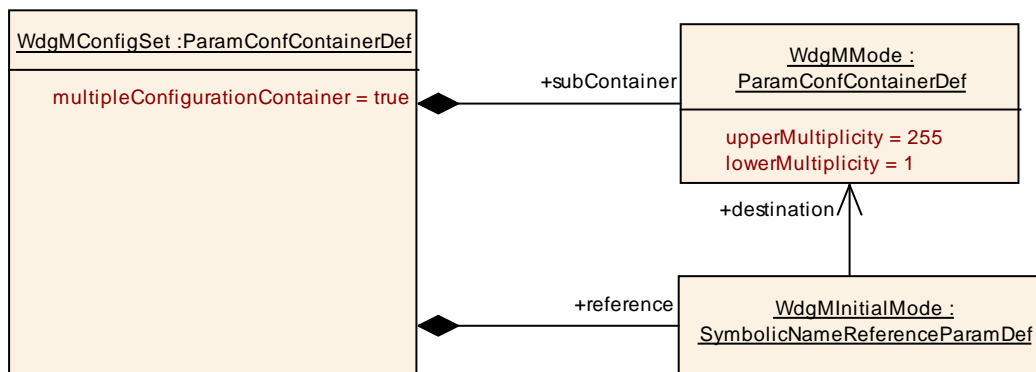 WdgMConfigSet :ParamConfContainerDef
multipleConfigurationContainer = true
+subContainer
WdgMMode :
ParamConfContainerDef
upperMultiplicity = 255
lowerMultiplicity = 1
+destination
+reference
WdgMInitialMode :
SymbolicNameReferenceParamDef